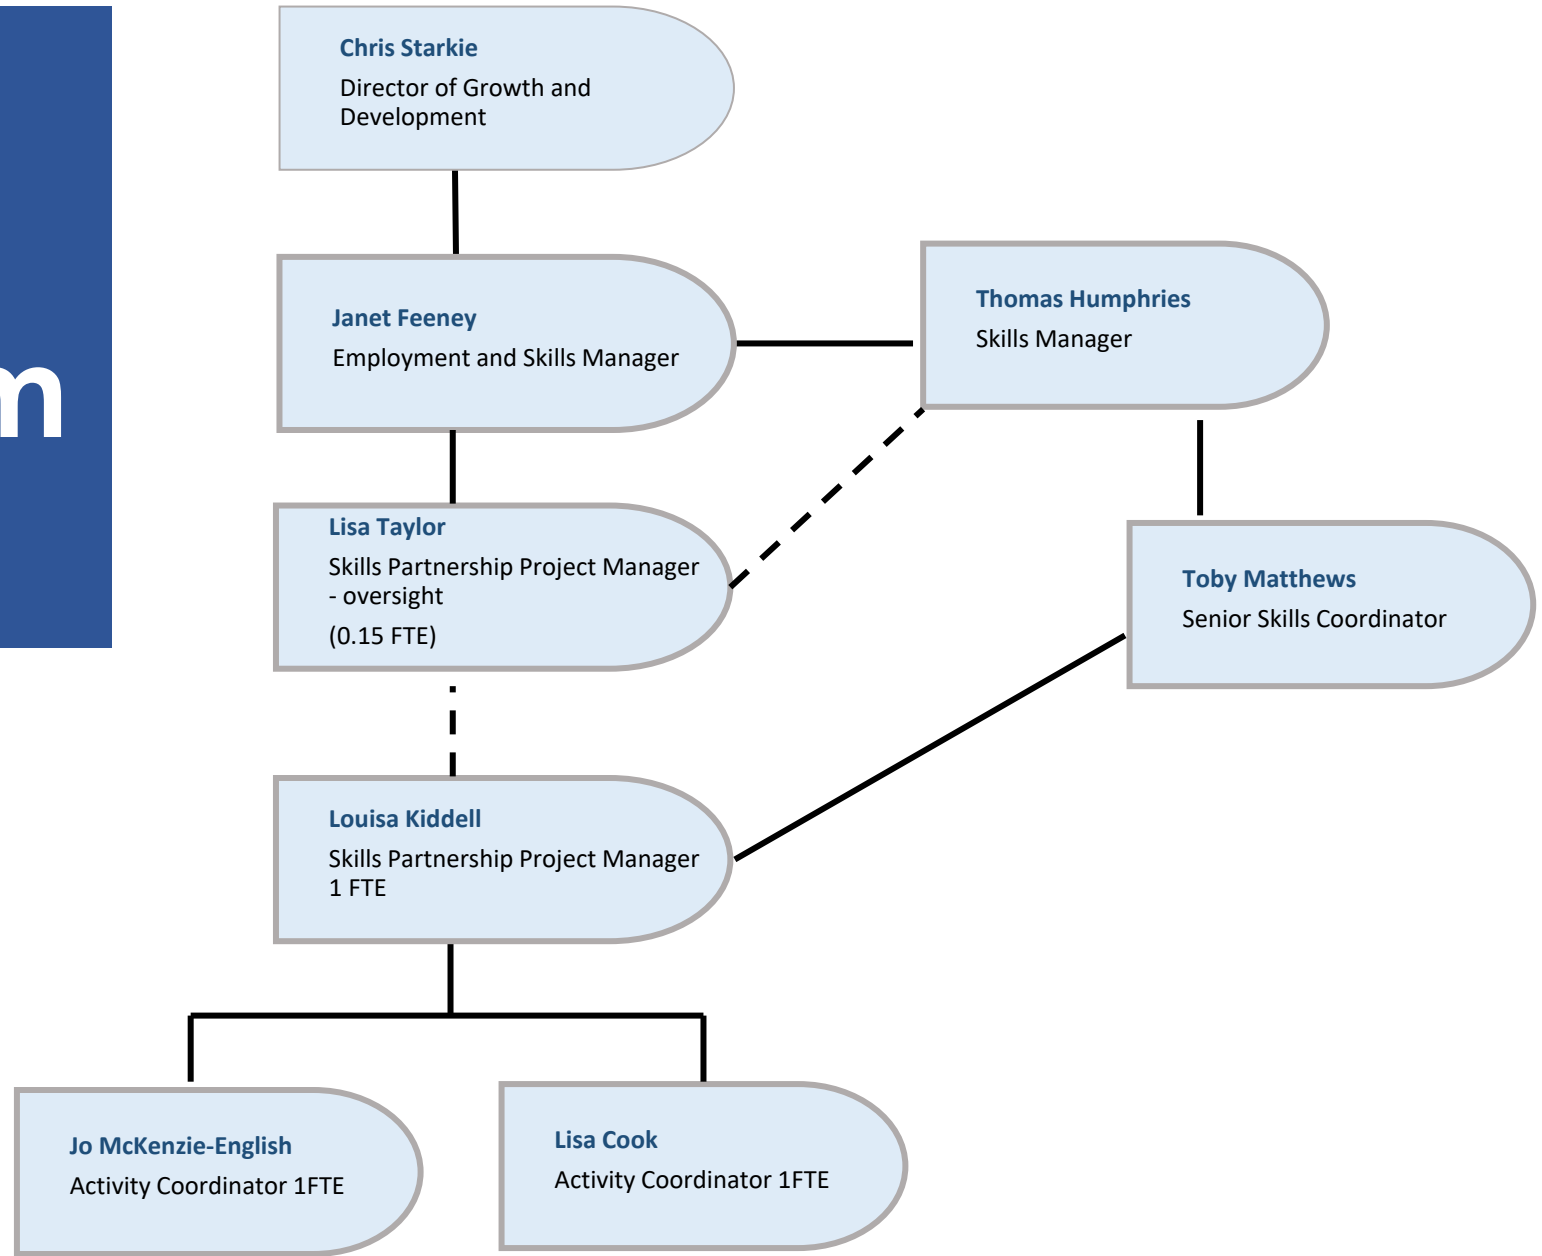 Chris Starkie
Director of Growth and
Development
Janet Feeney
Employment and Skills Manager
Thomas Humphries
Skills Manager
m
Lisa Taylor
Skills Partnership Project Manager
- oversight
(0.15 FTE)
Toby Matthews
Senior Skills Coordinator
Louisa Kiddell
Skills Partnership Project Manager
1 FTE
Jo McKenzie-English
Activity Coordinator 1FTE
Lisa Cook
Activity Coordinator 1FTE